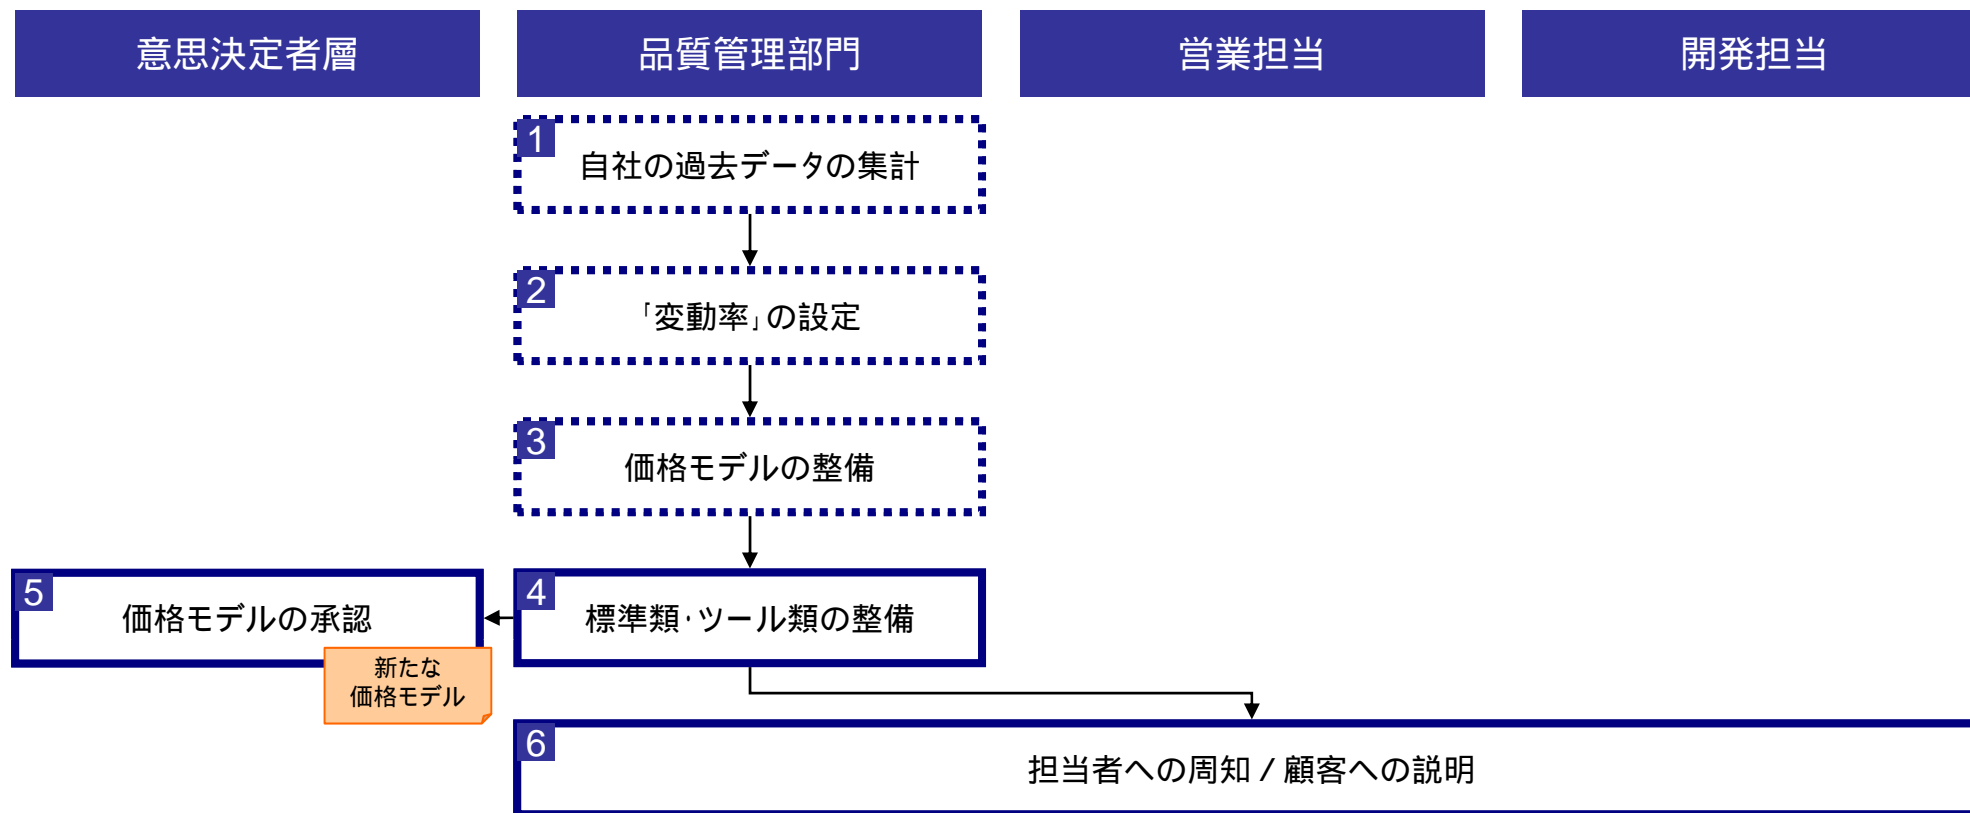 意思決定者層
品質管理部門
営業担当
開発担当
1
自社の過去データの集計
2
「変動率」の設定
3
価格モデルの整備
5
価格モデルの承認
新たな
価格モデル
4
標準類・ツール類の整備
6
担当者への周知 / 顧客への説明